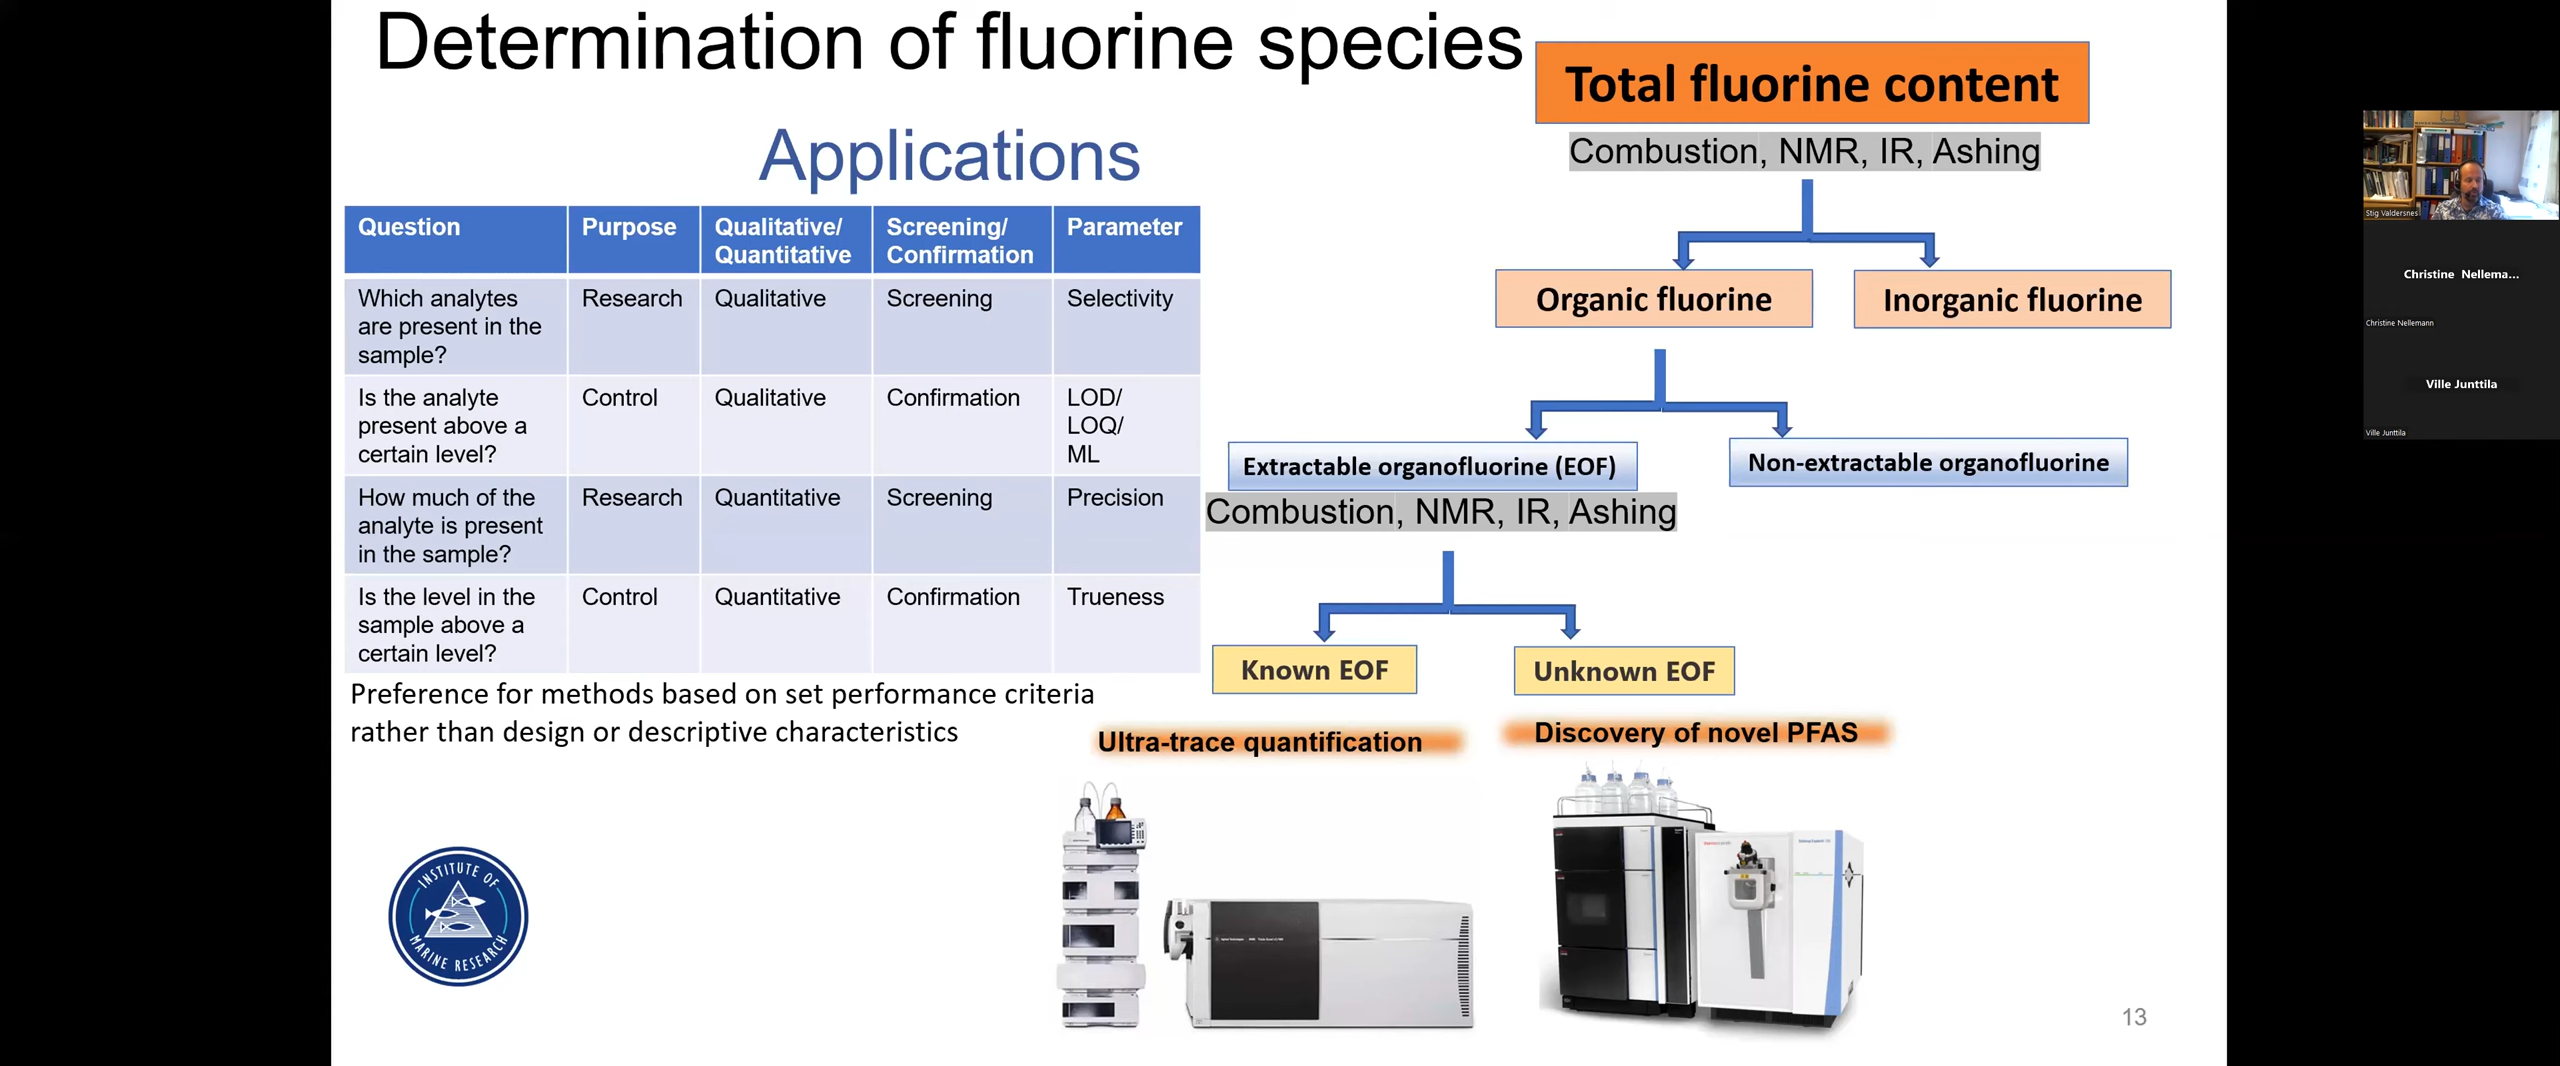 Determination of fluorine species
Applications
Question
Purpose
Qualitative/
Quantitative
Screening/
Confirmation
Parameter
Which analytes
are present in the
sample?
Research
Qualitative
Screening
Selectivity
Is the analyte
present above a
certain level?
Control
Qualitative
Confirmation
LOD/
LOQ/
ML
How much of the
analyte is present
in the sample?
Research
Quantitative
Screening
Precision
Is the level in the
sample above a
certain level?
Control
Quantitative
Confirmation
Trueness
Preference for methods based on set performance criteria
rather than design or descriptive characteristics
Total fluorine content
Combustion, NMR, IR, Ashing
Organic fluorine
Inorganic fluorine
Extractable organofluorine (EOF)
Non-extractable organofluorine
Combustion, NMR, IR, Ashing
Known EOF
Unknown EOF
Ultra-trace quantification
Discovery of novel PFAS
INSTITUTE OF
MARINE RESEARCH
13
Stig Valdersnes
Christine Nellema...
Christine Nellemann
Ville Junttila
Ville Junttila